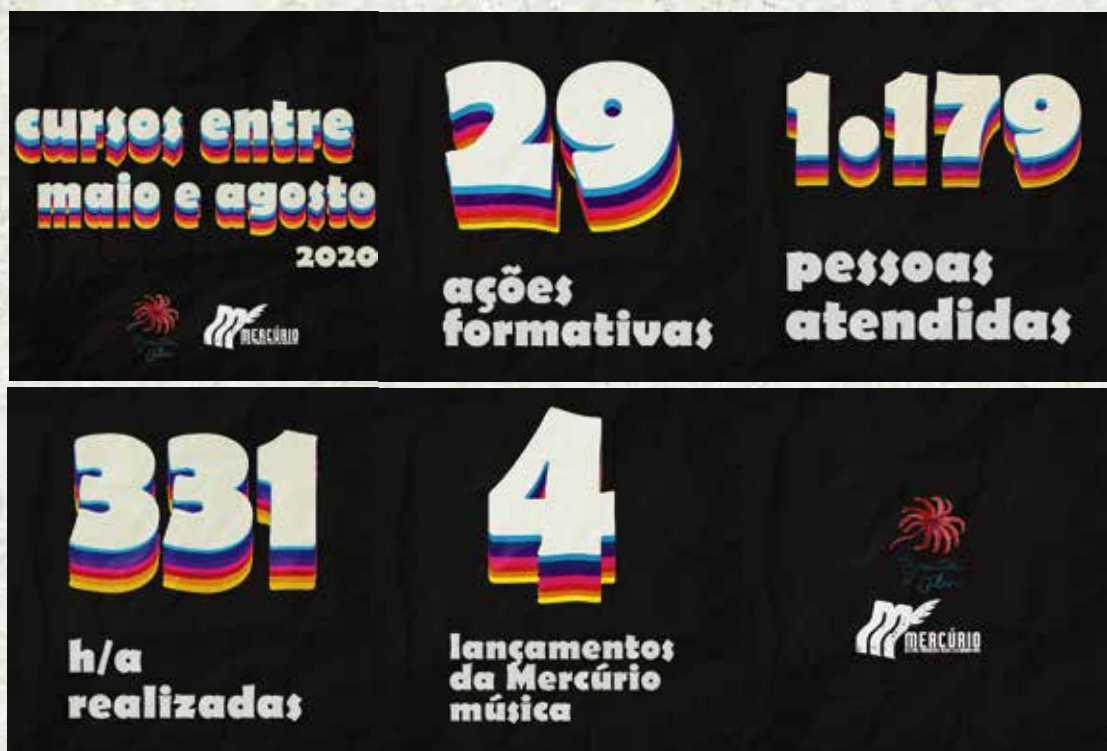 cursos entre
maio e agosto
2020
MERCÚRIO
29
ações
formativas
1.179
pessoas
atendidas
331
h/a
realizadas
4
lançamentos
da Mercúrio
música
MERCÚRIO